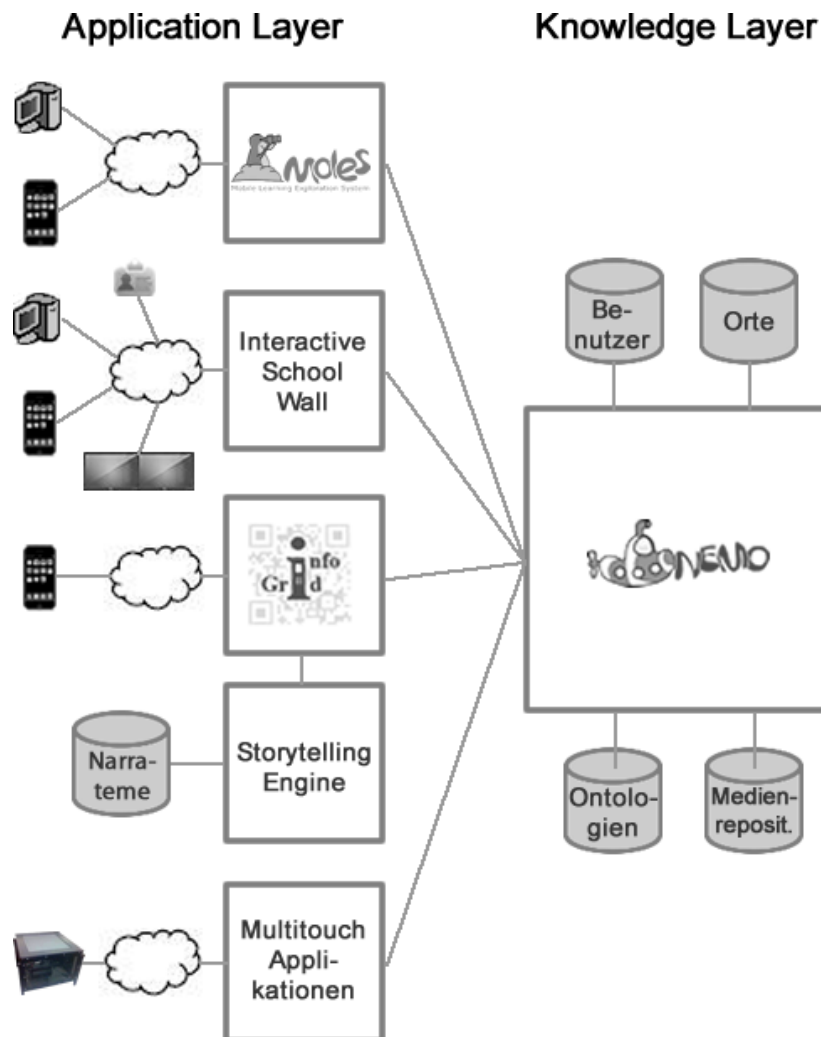 Application Layer
Knowledge Layer
Moles
Mobile Learning Exploration System
Interactive
School
Wall
Be-
nutzer
Orte
info
Grid
NEMO
Narra-
teme
Storytelling
Engine
Ontolo-
gien
Medien-
reposit.
Multitouch
Appli-
kationen